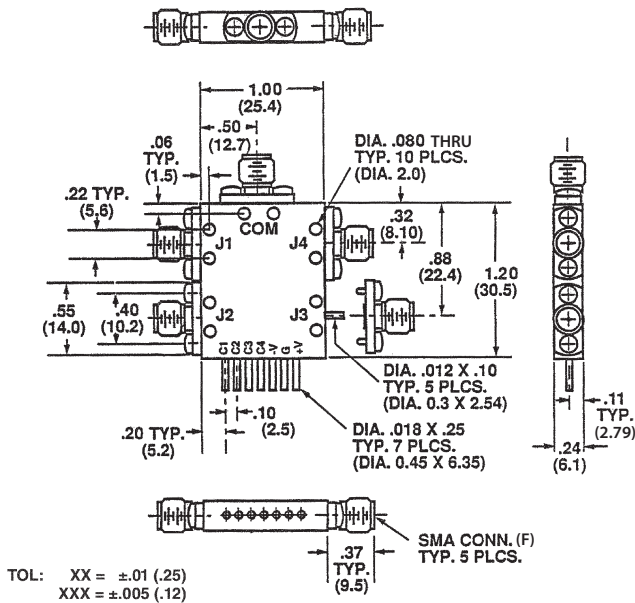 1.00
(25.4)
.50
(12.7)
.06
TYP.
(1.5)
DIA. .080 THRU
TYP. 10 PLCS.
(DIA. 2.0)
.22 TYP.
(5.6)
.32
(8.10)
COM
J1
J4
.88
(22.4)
1.20
(30.5)
.55
(14.0)
.40
(10.2)
J2
J3
C1
C2
C3
C4
-V
G
+V
DIA. .012 X .10
TYP. 5 PLCS.
(DIA. 0.3 X 2.54)
.11
TYP.
(2.79)
.10
(2.5)
.20 TYP.
(5.2)
DIA. .018 X .25
TYP. 7 PLCS.
(DIA. 0.45 X 6.35)
.24
(6.1)
SMA CONN. (F)
TYP. 5 PLCS.
.37
TYP.
(9.5)
TOL: XX = ±.01 (.25)
XXX = ±.005 (.12)